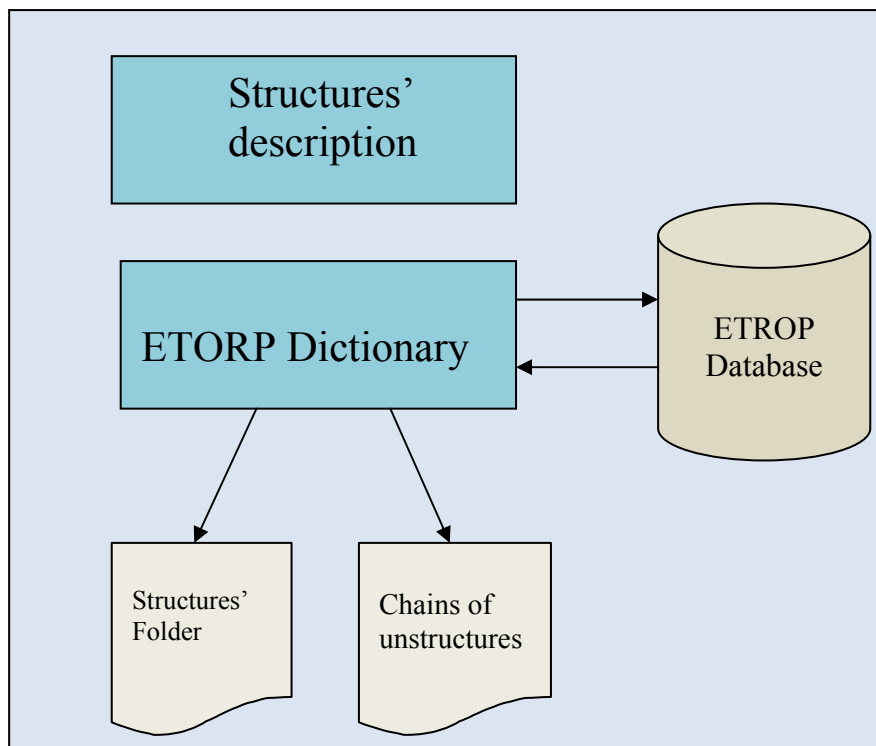 Structures’
description
ETORP Dictionary
ETROP
Database
Structures’
Folder
Chains of
unstructures